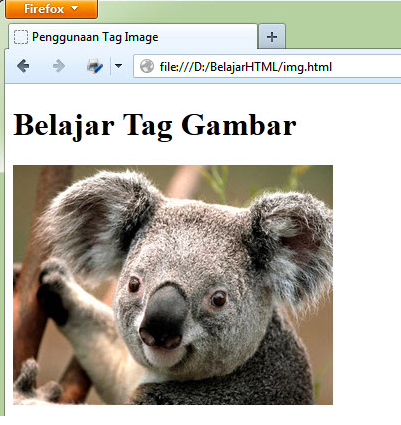 Firefox
Penggunaan Tag Image
file:///D:/BelajarHTML/img.html
Belajar Tag Gambar